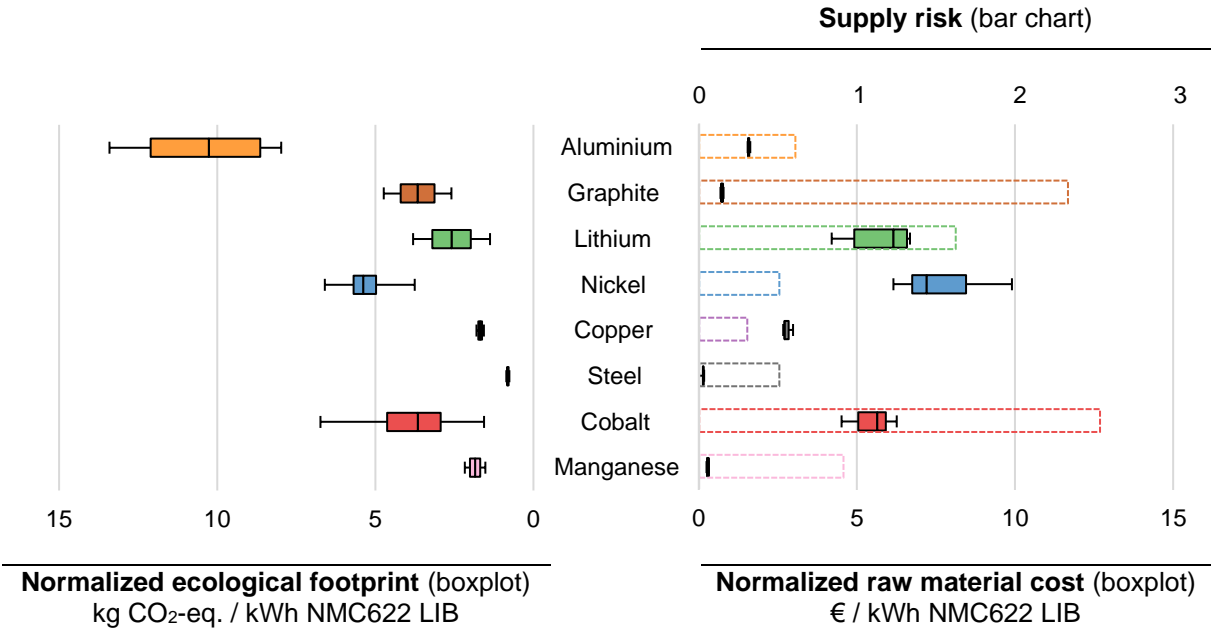 Supply risk (bar chart)
0 1 2 3
Aluminium
Graphite
Lithium
Nickel
Copper
Steel
Cobalt
Manganese
15 10 5 0
0 5 10 15
Normalized ecological footprint (boxplot)
kg CO₂-eq. / kWh NMC622 LIB
Normalized raw material cost (boxplot)
€ / kWh NMC622 LIB